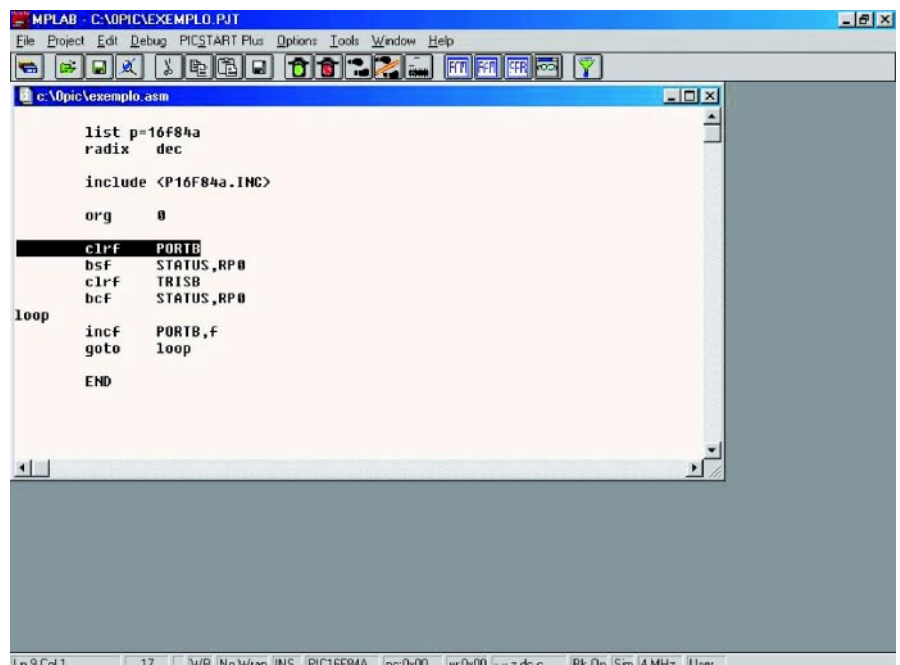 MPLAB - C:\0PIC\EXEMPLO.PJT
File Project Edit Debug PICSTART Plus Options Tools Window Help
c:\0pic\exemplo.asm
list p=16f84a
radix dec
include <P16F84a.INC>
org 0
clrf PORTB
bsf STATUS,RP0
clrf TRISB
bcf STATUS,RP0
loop
incf PORTB,f
goto loop
END
Ln 9 Col 1 17 WR No Wrap INS PIC16F84A pc:0x00 w:0x00 Bk On Sim 4 MHz User